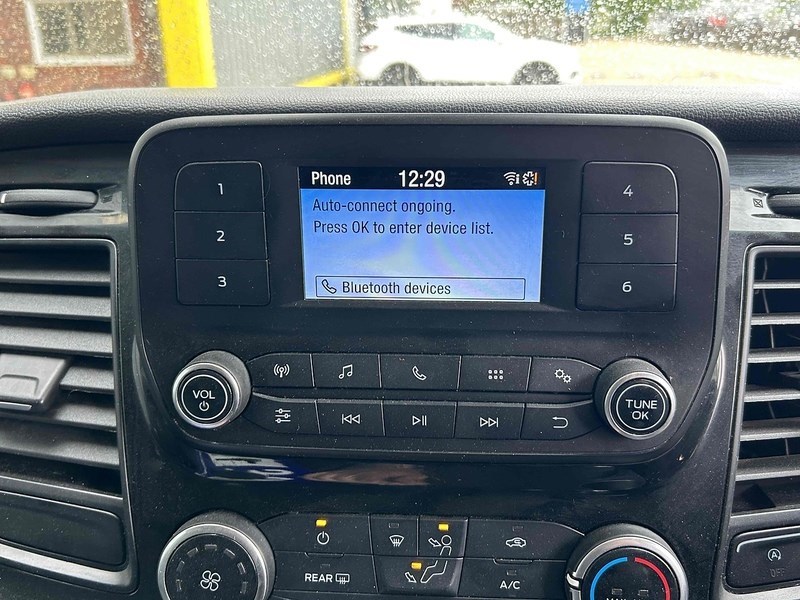 Phone 12:29
Auto-connect ongoing.
Press OK to enter device list.
Bluetooth devices
1
2
3
4
5
6
VOL
TUNE
OK
REAR
A/C
OFF